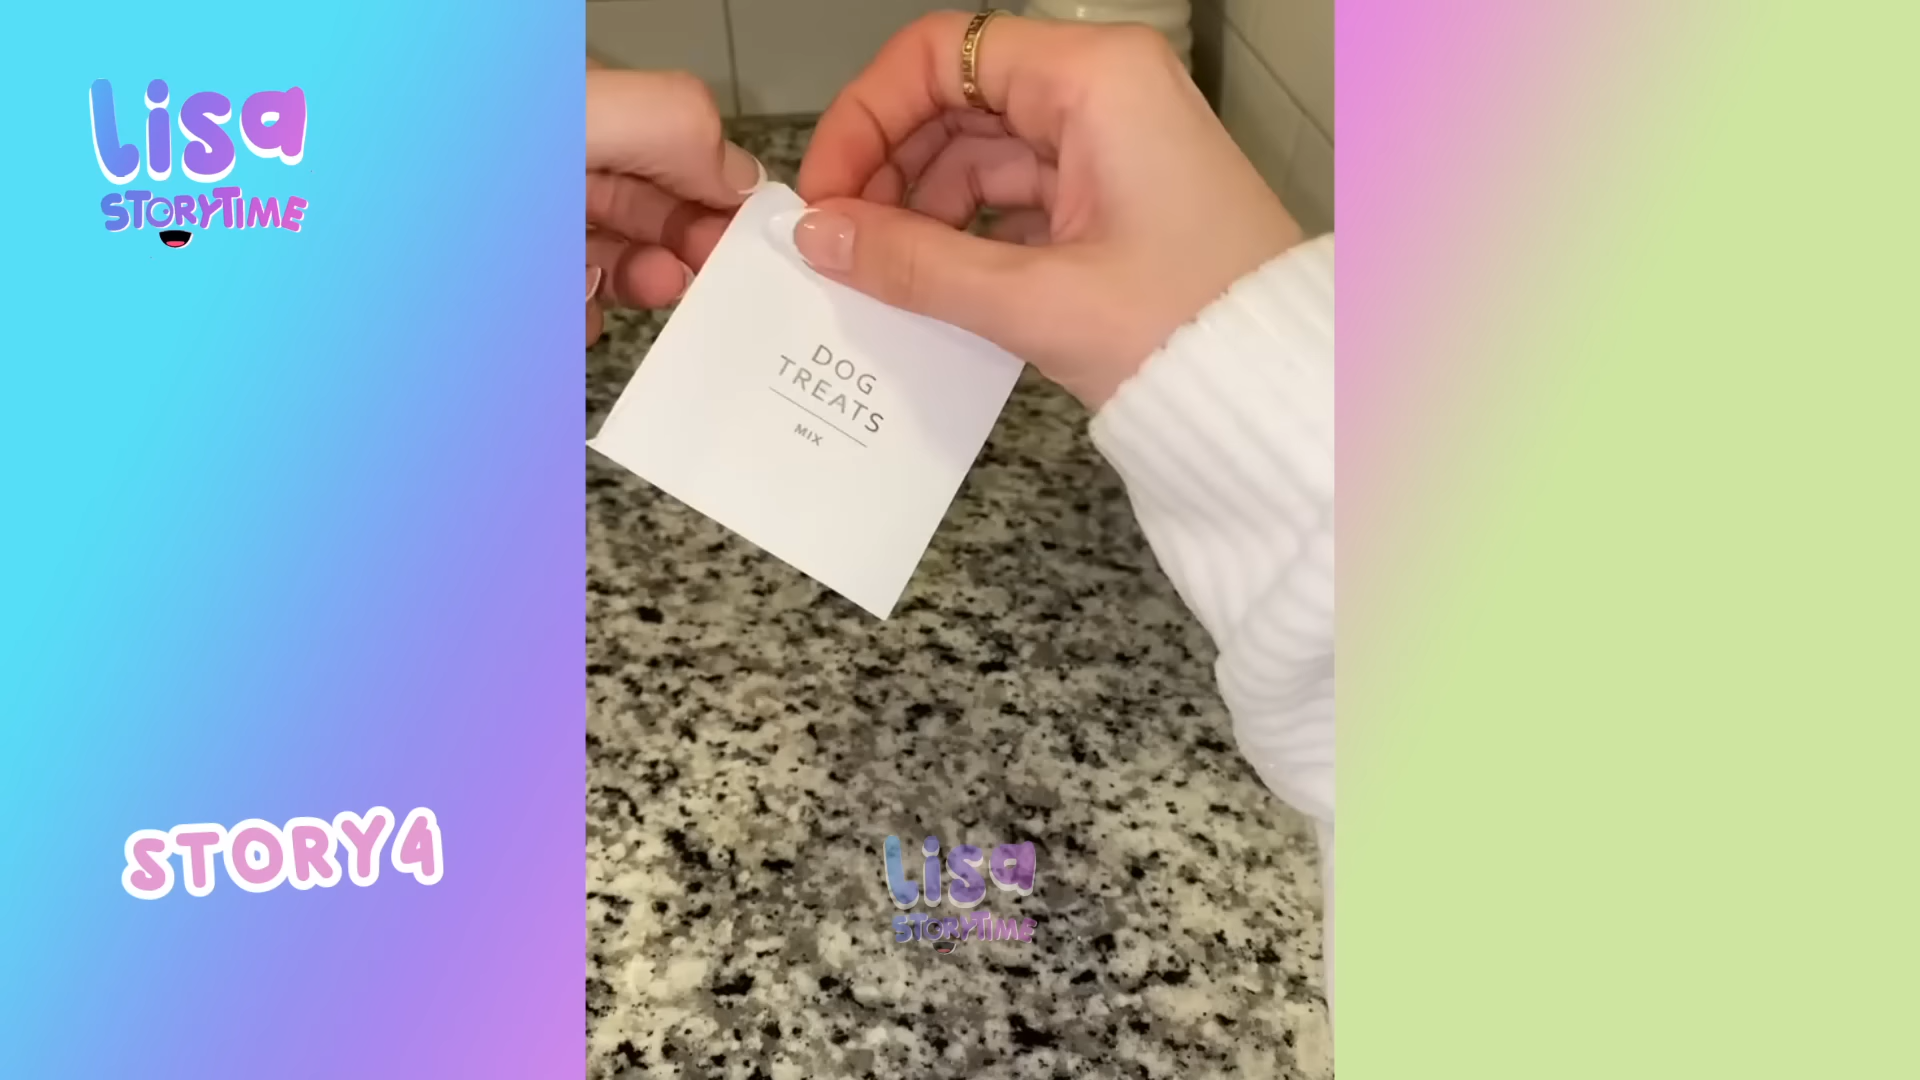 Lisa
STORYTIME
DOG
TREATS
MIX
STORY4
Lisa
STORYTIME